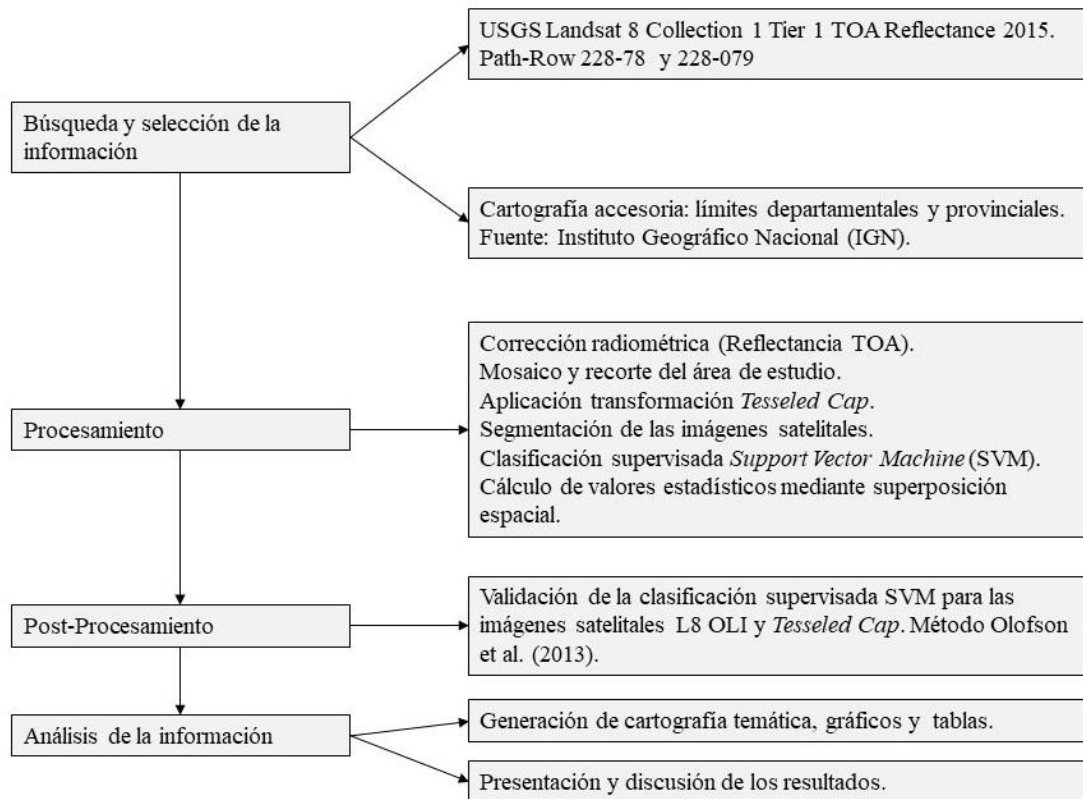 USGS Landsat 8 Collection 1 Tier 1 TOA Reflectance 2015.
Path-Row 228-78 y 228-079
Búsqueda y selección de la
información
Cartografía accesoria: límites departamentales y provinciales.
Fuente: Instituto Geográfico Nacional (IGN).
Procesamiento
Corrección radiométrica (Reflectancia TOA).
Mosaico y recorte del área de estudio.
Aplicación transformación Tesseled Cap.
Segmentación de las imágenes satelitales.
Clasificación supervisada Support Vector Machine (SVM).
Cálculo de valores estadísticos mediante superposición
espacial.
Post-Procesamiento
Validación de la clasificación supervisada SVM para las
imágenes satelitales L8 OLI y Tesseled Cap. Método Olofson
et al. (2013).
Análisis de la información
Generación de cartografía temática, gráficos y tablas.
Presentación y discusión de los resultados.